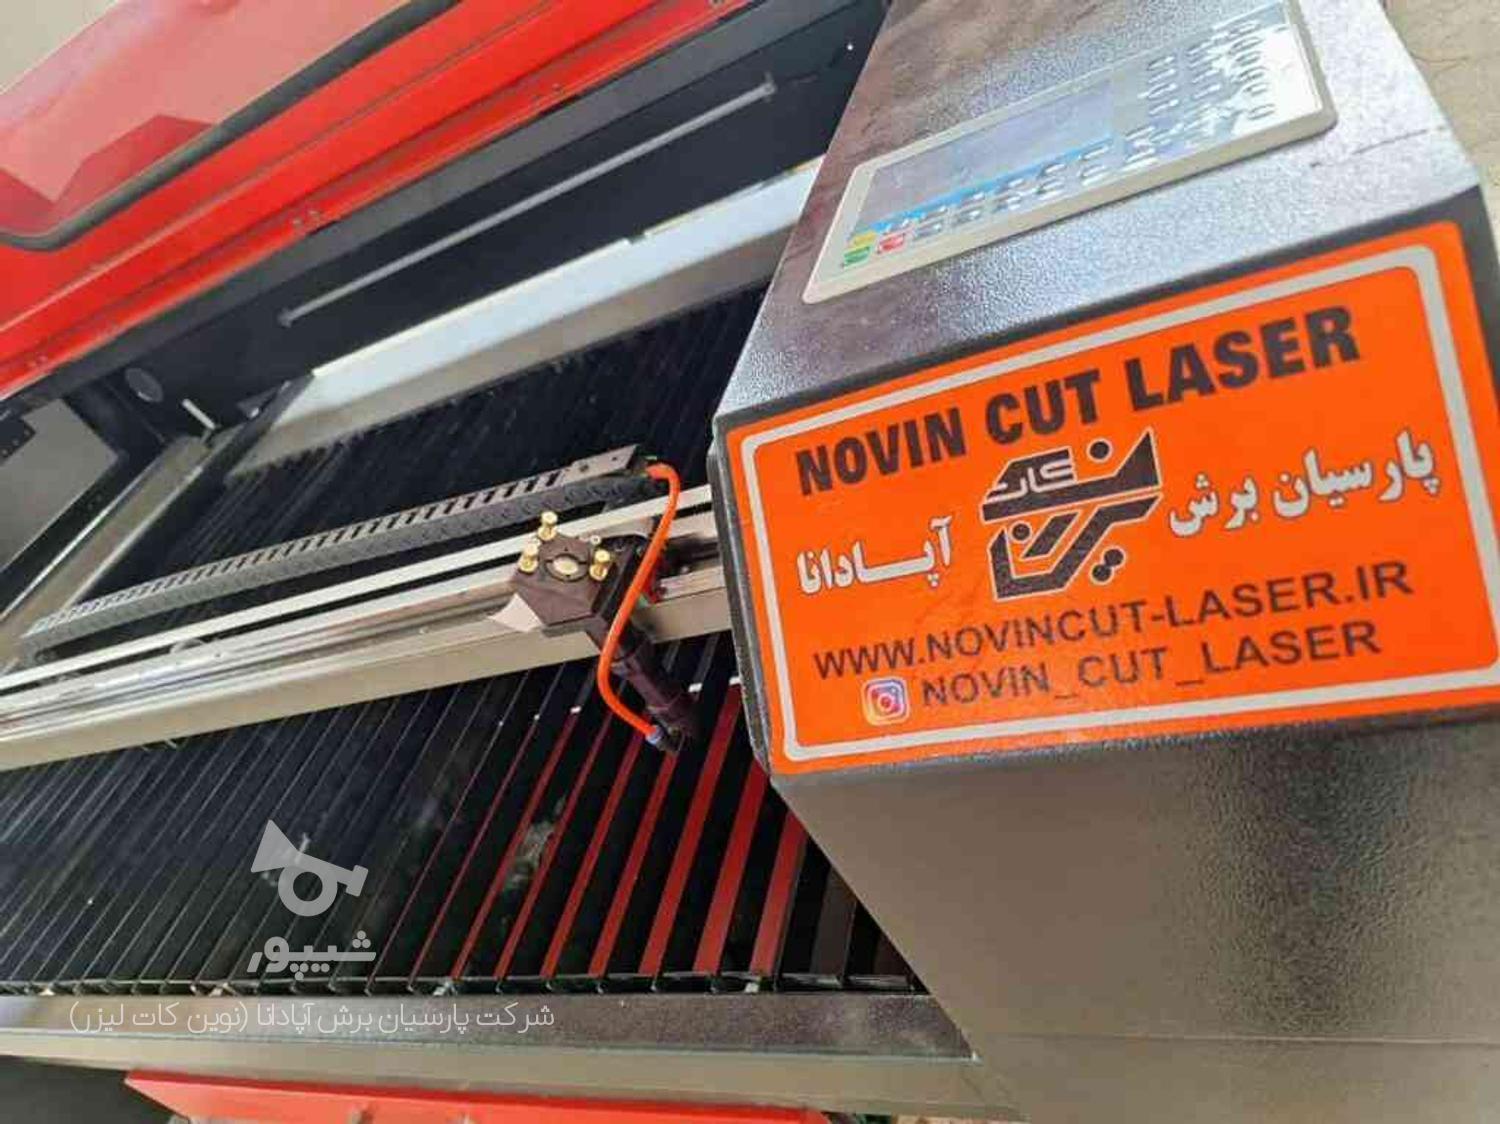 NOVIN CUT LASER
نوین کات
پارسیان برش آپادانا
WWW.NOVINCUT-LASER.IR
NOVIN_CUT_LASER
شیپور
شرکت پارسیان برش آپادانا (نوین کات لیزر)